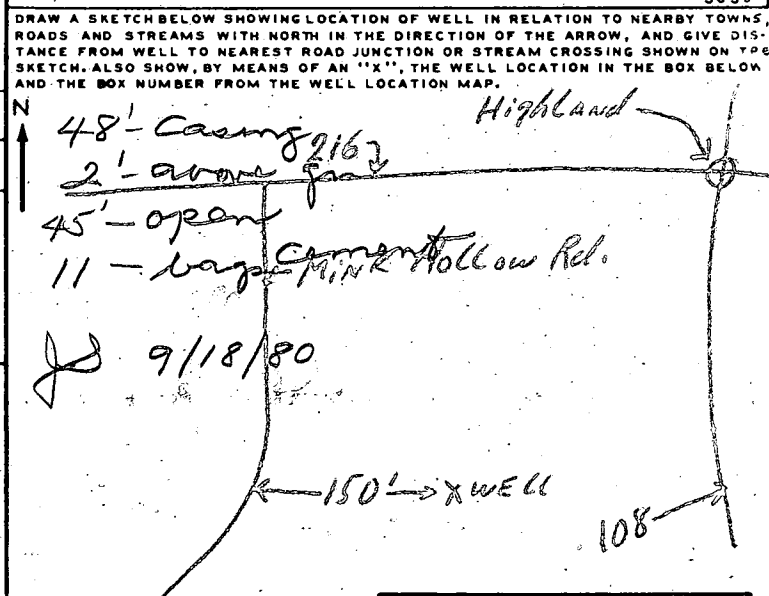 DRAW A SKETCH BELOW SHOWING LOCATION OF WELL IN RELATION TO NEARBY TOWNS,
ROADS AND STREAMS WITH NORTH IN THE DIRECTION OF THE ARROW, AND GIVE DIS-
TANCE FROM WELL TO NEAREST ROAD JUNCTION OR STREAM CROSSING SHOWN ON
SKETCH. ALSO SHOW, BY MEANS OF AN "X", THE WELL LOCATION IN THE BOX BELOW
AND THE BOX NUMBER FROM THE WELL LOCATION MAP.
N
Highland
48' - Casing
216
2' - above
45' - open
11 - bags cement
Mink Hollow Rd.
JS 9/18/80
150' X WELL
108